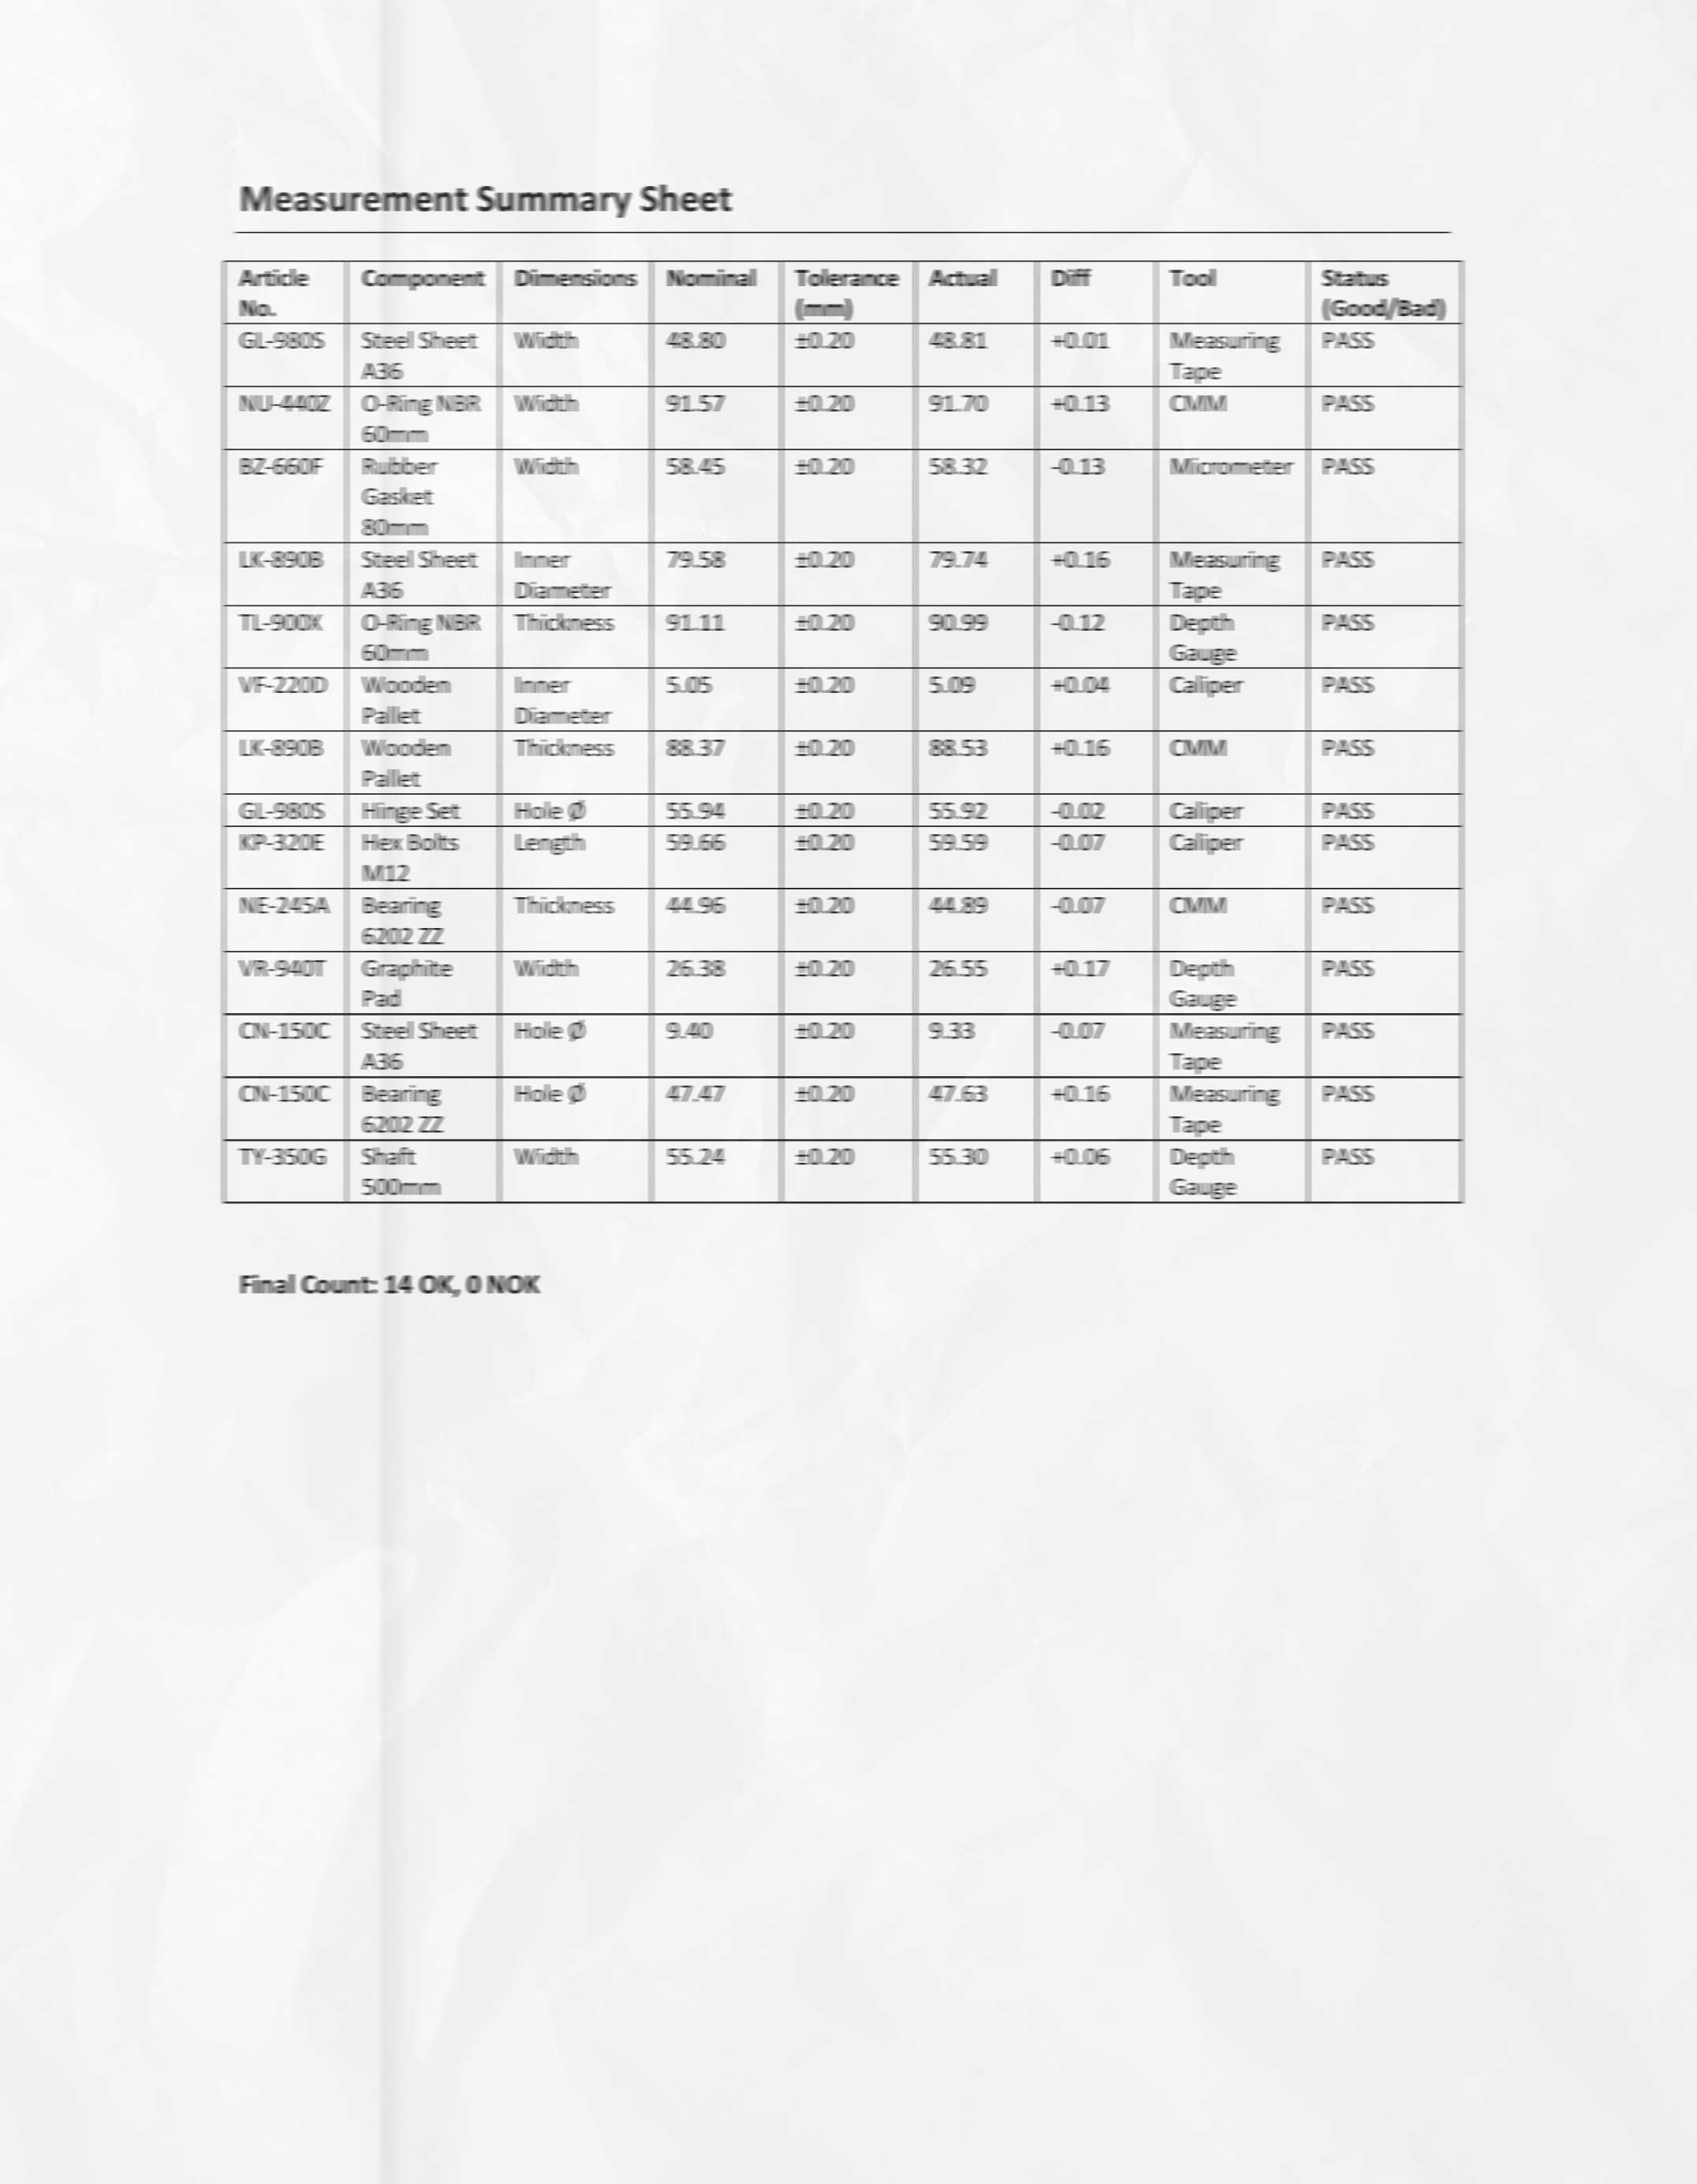 Measurement Summary Sheet
Article No. Component Dimensions Nominal Tolerance (mm) Actual Diff Tool Status (Good/Bad)
GL-980S Steel Sheet A36 Width 48.80 ±0.20 48.81 +0.01 Measuring Tape PASS
NU-440Z O-Ring NBR 60mm Width 91.57 ±0.20 91.70 +0.13 CMM PASS
BZ-660F Rubber Gasket 80mm Width 58.45 ±0.20 58.32 -0.13 Micrometer PASS
LK-890B Steel Sheet A36 Inner Diameter 79.58 ±0.20 79.74 +0.16 Measuring Tape PASS
TL-900X O-Ring NBR 60mm Thickness 91.11 ±0.20 90.99 -0.12 Depth Gauge PASS
VF-220D Wooden Pallet Inner Diameter 5.05 ±0.20 5.09 +0.04 Caliper PASS
LK-890B Wooden Pallet Thickness 88.37 ±0.20 88.53 +0.16 CMM PASS
GL-980S Hinge Set Hole Ø 55.94 ±0.20 55.92 -0.02 Caliper PASS
KP-320E Hex Bolts M12 Length 59.66 ±0.20 59.59 -0.07 Caliper PASS
NE-245A Bearing 6202 ZZ Thickness 44.96 ±0.20 44.89 -0.07 CMM PASS
VR-940T Graphite Pad Width 26.38 ±0.20 26.55 +0.17 Depth Gauge PASS
CN-150C Steel Sheet A36 Hole Ø 9.40 ±0.20 9.33 -0.07 Measuring Tape PASS
CN-150C Bearing 6202 ZZ Hole Ø 47.47 ±0.20 47.63 +0.16 Measuring Tape PASS
TY-350G Shaft 500mm Width 55.24 ±0.20 55.30 +0.06 Depth Gauge PASS
Final Count: 14 OK, 0 NOK